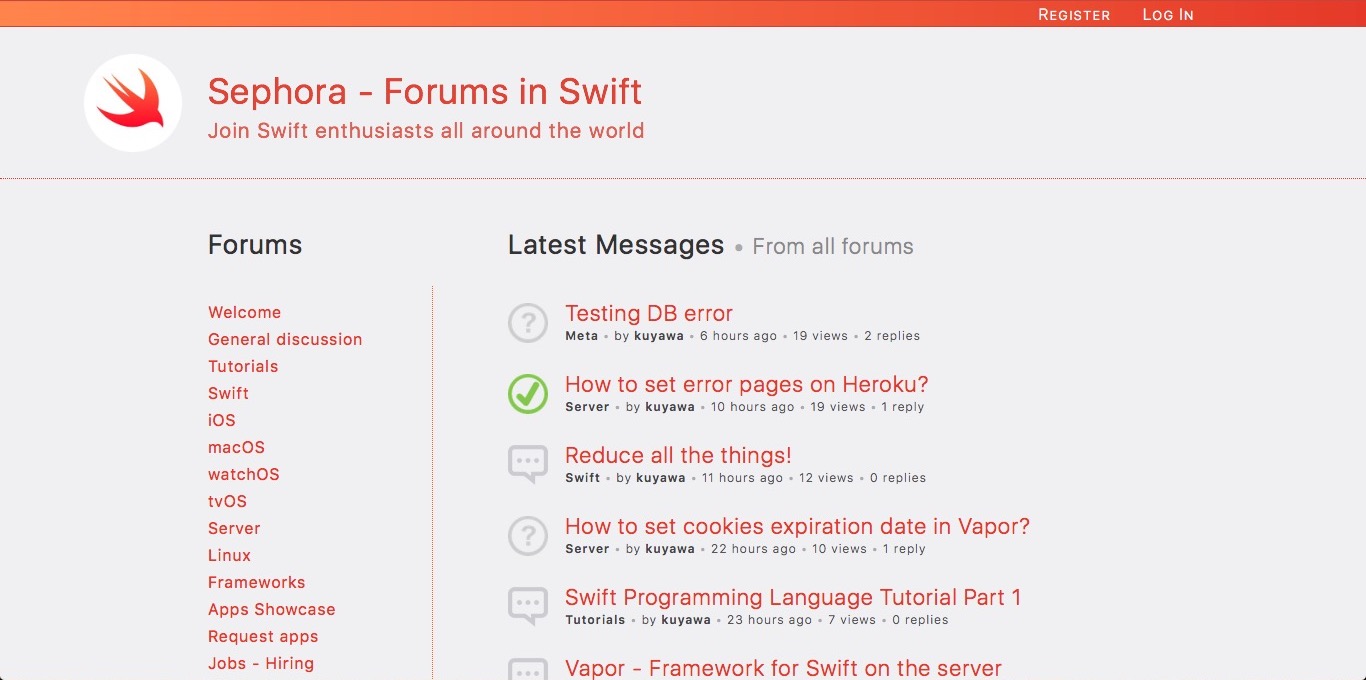 Register Log In
Sephora - Forums in Swift
Join Swift enthusiasts all around the world
Forums
Welcome
General discussion
Tutorials
Swift
iOS
macOS
watchOS
tvOS
Server
Linux
Frameworks
Apps Showcase
Request apps
Jobs - Hiring
Latest Messages • From all forums
Testing DB error
Meta • by kuyawa • 6 hours ago • 19 views • 2 replies
How to set error pages on Heroku?
Server • by kuyawa • 10 hours ago • 19 views • 1 reply
Reduce all the things!
Swift • by kuyawa • 11 hours ago • 12 views • 0 replies
How to set cookies expiration date in Vapor?
Server • by kuyawa • 22 hours ago • 10 views • 1 reply
Swift Programming Language Tutorial Part 1
Tutorials • by kuyawa • 23 hours ago • 7 views • 0 replies
Vapor - Framework for Swift on the server